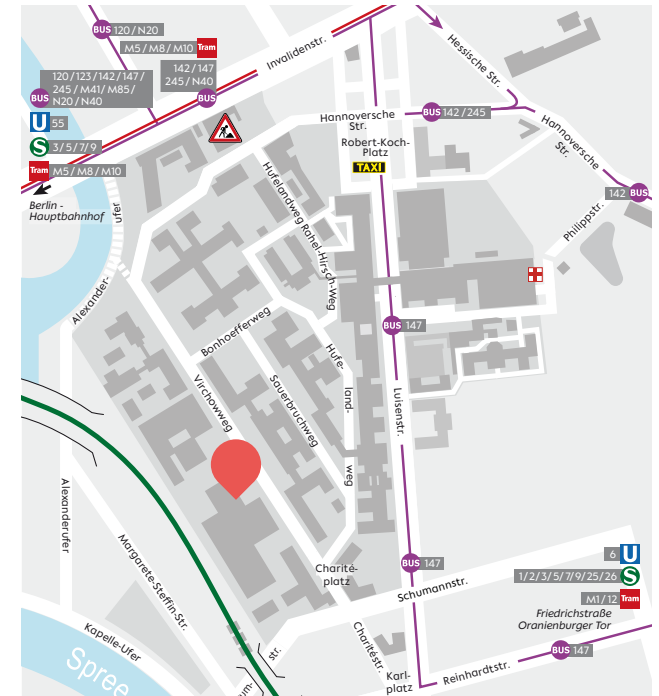 BUS 120 / N20
M5 / M8 / M10 Tram
Invalidenstr.
Hessische Str.
120 / 123 / 142 / 147 /
245 / M41 / M85 /
N20 / N40
BUS
142 / 147
245 / N40
BUS
U 55
S 3 / 5 / 7 / 9
Tram M5 / M8 / M10
Berlin -
Hauptbahnhof
Hannoversche
Str.
BUS 142 / 245
Robert-Koch-
Platz
TAXI
Hannoversche
Str.
142 BUS
Philippstr.
Alexander-
ufer
Hufelandweg
Rahel-Hirsch-Weg
Bonhoefferweg
BUS 147
Virchowweg
Sauerbruchweg
Hufe-
land-
weg
Luisenstr.
Alexanderufer
Margarete-Steffin-Str.
Kapelle-Ufer
Spree
Charité-
platz
BUS 147
Schumannstr.
6 U
1 / 2 / 3 / 5 / 7 / 9 / 25 / 26 S
M1 / 12 Tram
Friedrichstraße
Oranienburger Tor
BUS 147
Charitéstr.
Karl-
platz
Reinhardtstr.
str.
um-